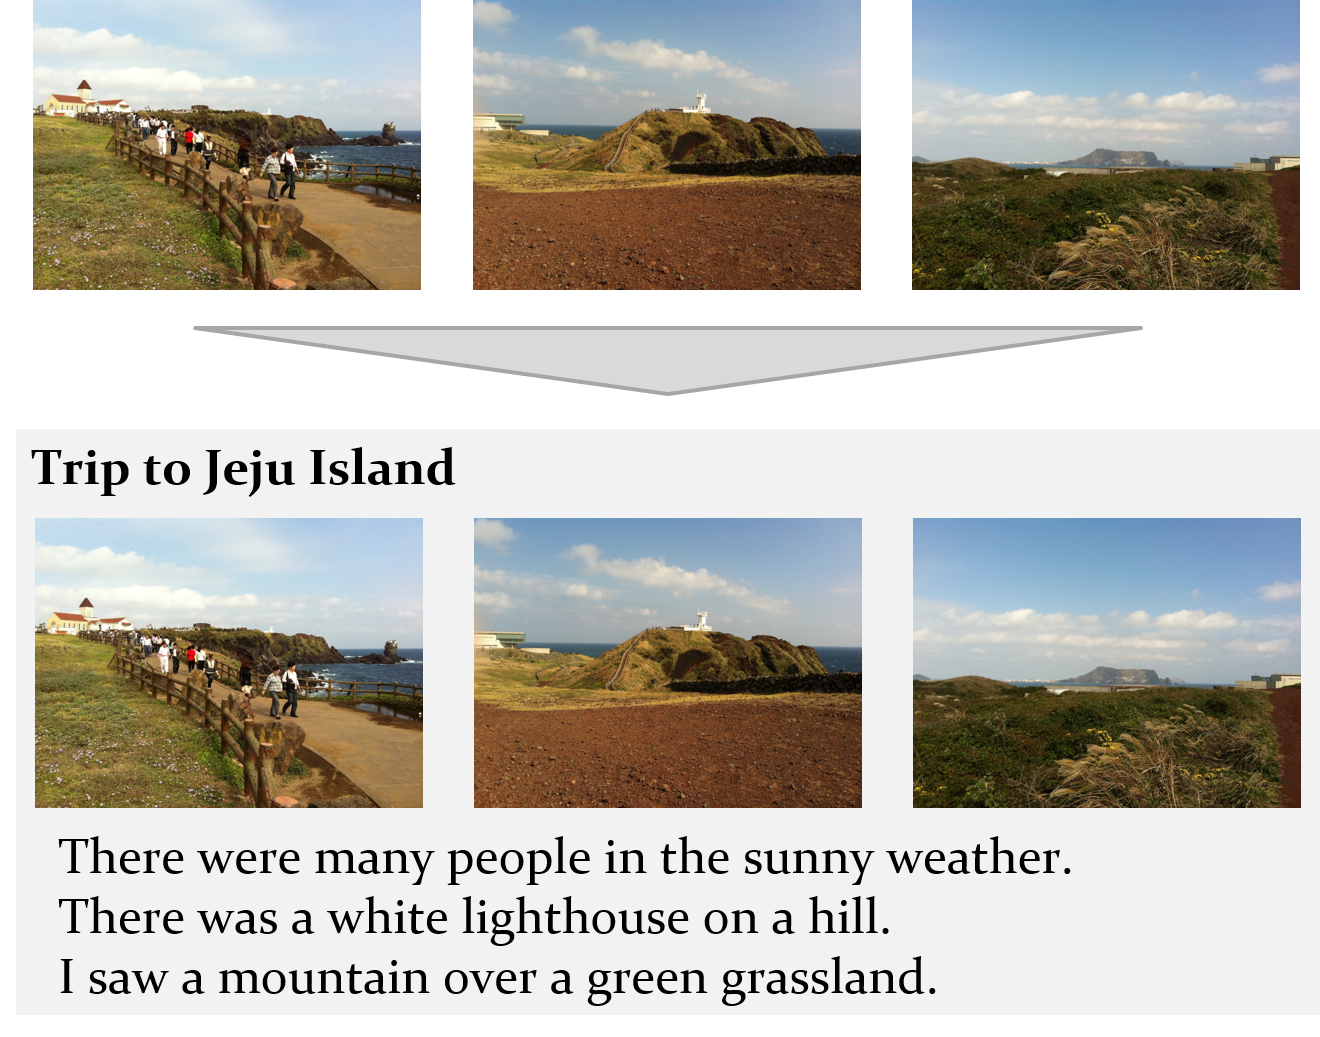 Trip to Jeju Island
There were many people in the sunny weather.
There was a white lighthouse on a hill.
I saw a mountain over a green grassland.